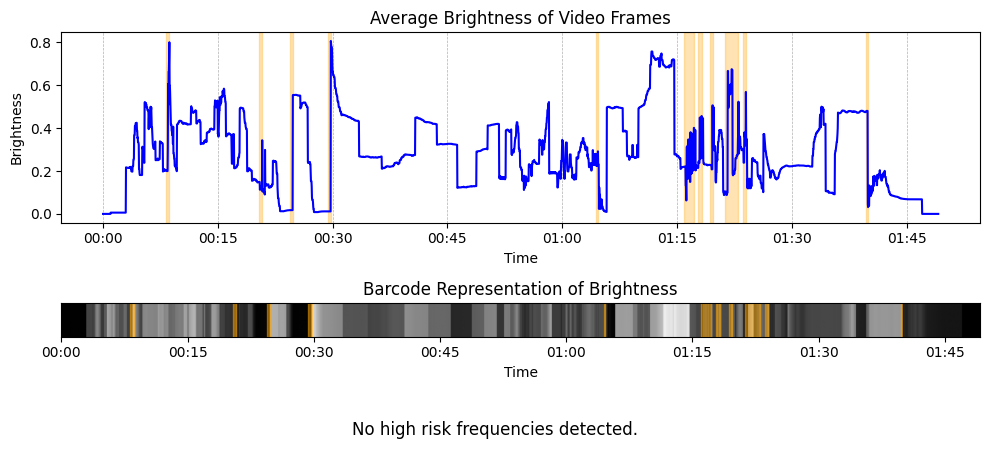 Average Brightness of Video Frames
Brightness
0.8
0.6
0.4
0.2
0.0
00:00 00:15 00:30 00:45 01:00 01:15 01:30 01:45
Time
Barcode Representation of Brightness
00:00 00:15 00:30 00:45 01:00 01:15 01:30 01:45
Time
No high risk frequencies detected.